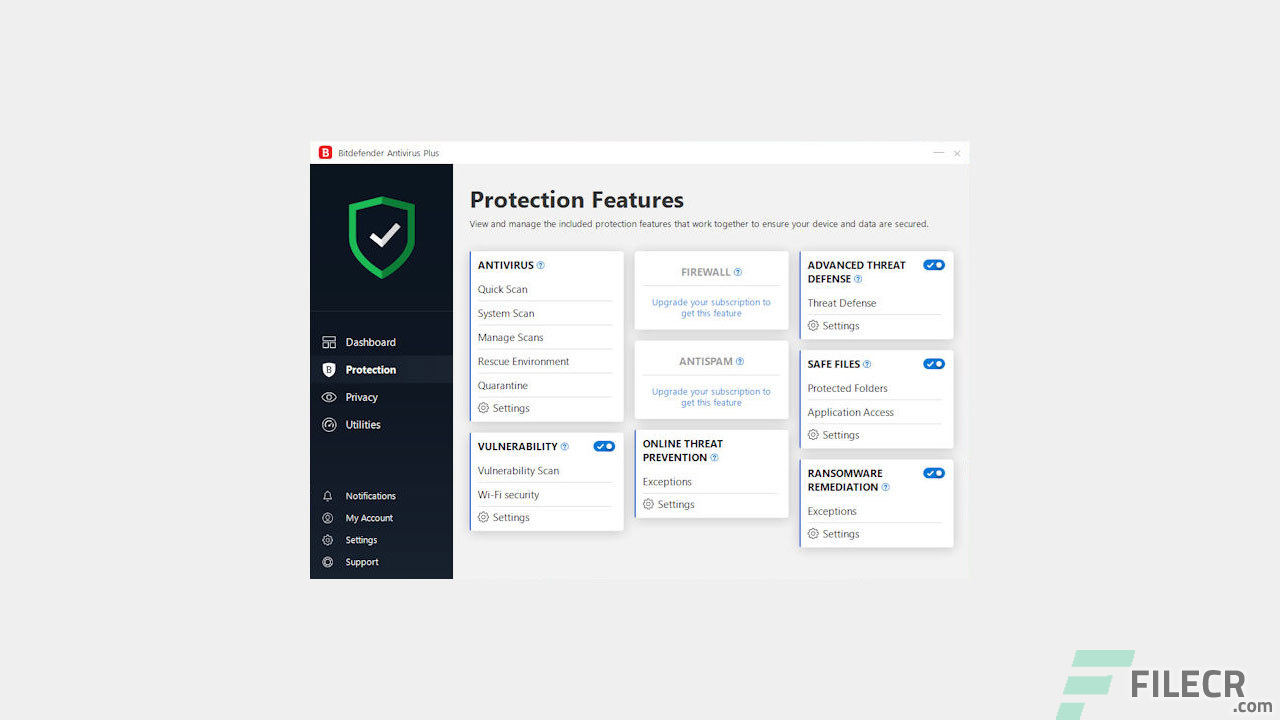 B Bitdefender Antivirus Plus
Protection Features
View and manage the included protection features that work together to ensure your device and data are secured.
Dashboard
B Protection
Privacy
Utilities
Notifications
My Account
Settings
Support
ANTIVIRUS ?
Quick Scan
System Scan
Manage Scans
Rescue Environment
Quarantine
Settings
VULNERABILITY ?
Vulnerability Scan
Wi-Fi security
Settings
FIREWALL ?
Upgrade your subscription to
get this feature
ANTISPAM ?
Upgrade your subscription to
get this feature
ONLINE THREAT
PREVENTION ?
Exceptions
Settings
ADVANCED THREAT
DEFENSE ?
Threat Defense
Settings
SAFE FILES ?
Protected Folders
Application Access
Settings
RANSOMWARE
REMEDIATION ?
Exceptions
Settings
FILECR
.com